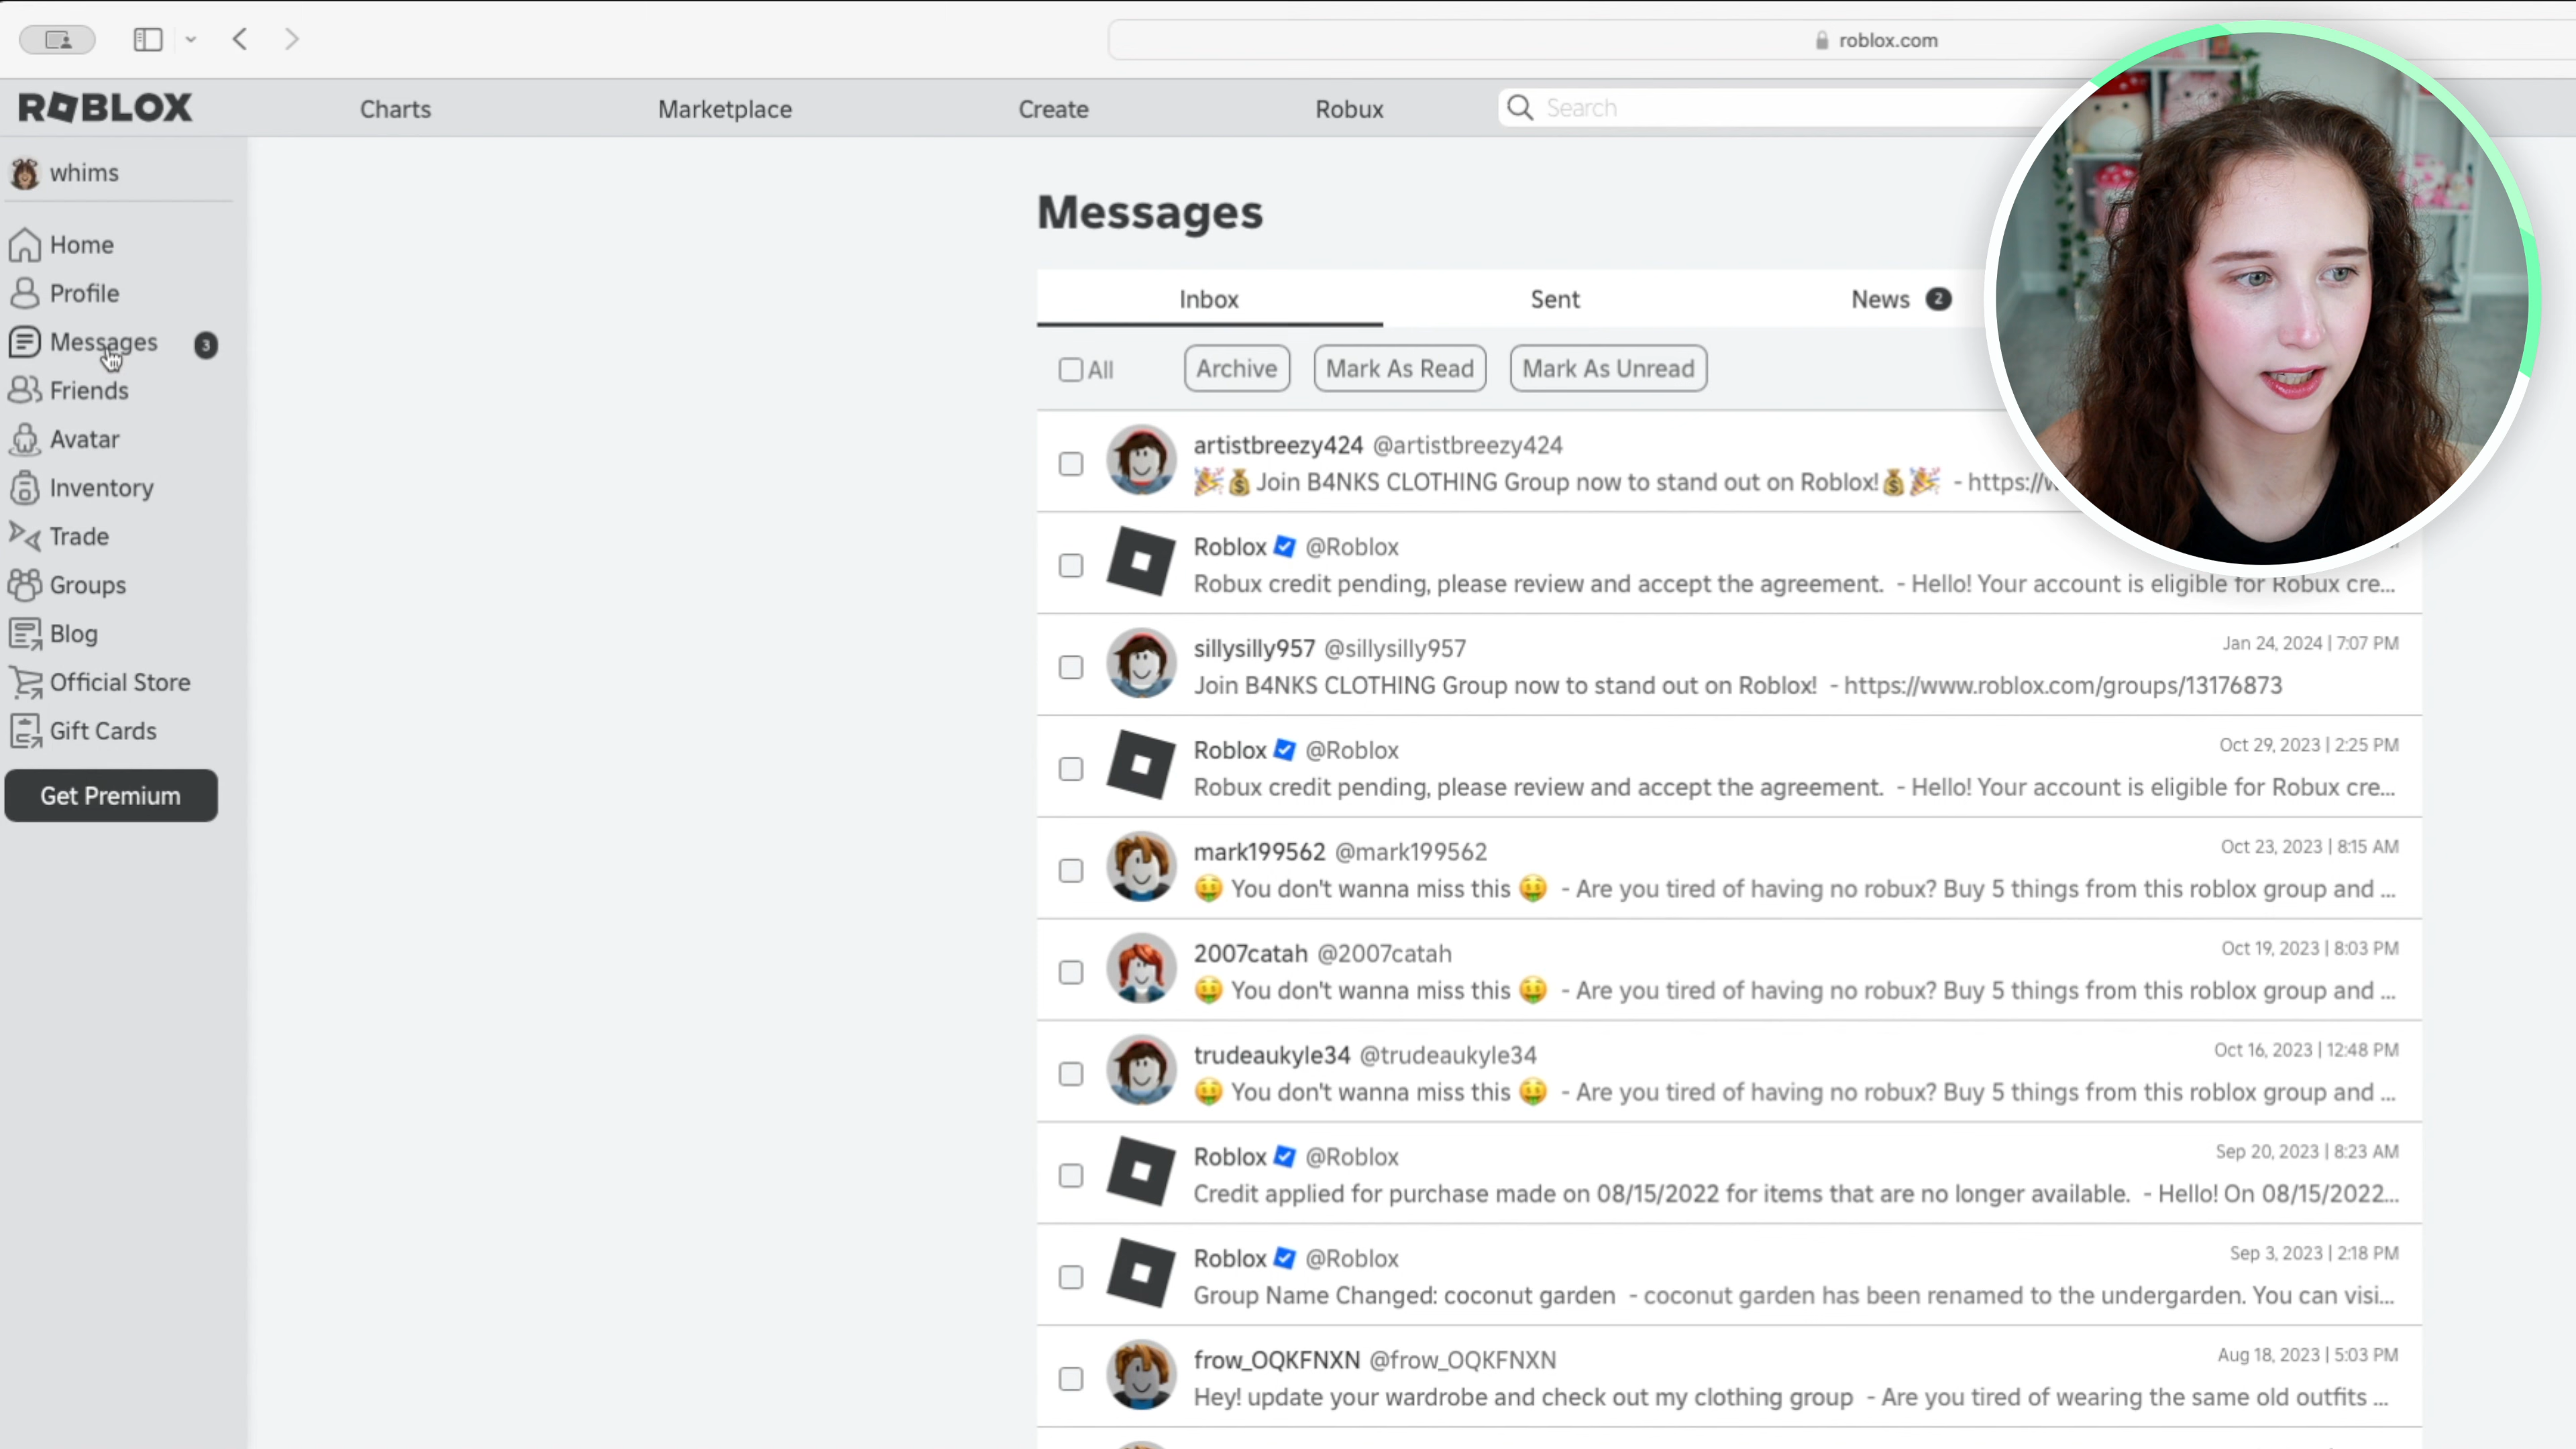 roblox.com
ROBLOX
Charts
Marketplace
Create
Robux
Search
whims
Home
Profile
Messages 3
Friends
Avatar
Inventory
Trade
Groups
Blog
Official Store
Gift Cards
Get Premium
Messages
Inbox
Sent
News 2
All
Archive
Mark As Read
Mark As Unread
artistbreezy424 @artistbreezy424
🎉💰 Join B4NKS CLOTHING Group now to stand out on Roblox!💰🎉 - https://w
Roblox @Roblox
Robux credit pending, please review and accept the agreement. - Hello! Your account is eligible for Robux cre...
sillysilly957 @sillysilly957
Jan 24, 2024 | 7:07 PM
Join B4NKS CLOTHING Group now to stand out on Roblox! - https://www.roblox.com/groups/13176873
Roblox @Roblox
Oct 29, 2023 | 2:25 PM
Robux credit pending, please review and accept the agreement. - Hello! Your account is eligible for Robux cre...
mark199562 @mark199562
Oct 23, 2023 | 8:15 AM
🤑 You don't wanna miss this 🤑 - Are you tired of having no robux? Buy 5 things from this roblox group and ...
2007catah @2007catah
Oct 19, 2023 | 8:03 PM
🤑 You don't wanna miss this 🤑 - Are you tired of having no robux? Buy 5 things from this roblox group and ...
trudeaukyle34 @trudeaukyle34
Oct 16, 2023 | 12:48 PM
🤑 You don't wanna miss this 🤑 - Are you tired of having no robux? Buy 5 things from this roblox group and ...
Roblox @Roblox
Sep 20, 2023 | 8:23 AM
Credit applied for purchase made on 08/15/2022 for items that are no longer available. - Hello! On 08/15/2022...
Roblox @Roblox
Sep 3, 2023 | 2:18 PM
Group Name Changed: coconut garden - coconut garden has been renamed to the undergarden. You can visi...
frow_OQKFNXN @frow_OQKFNXN
Aug 18, 2023 | 5:03 PM
Hey! update your wardrobe and check out my clothing group - Are you tired of wearing the same old outfits ...